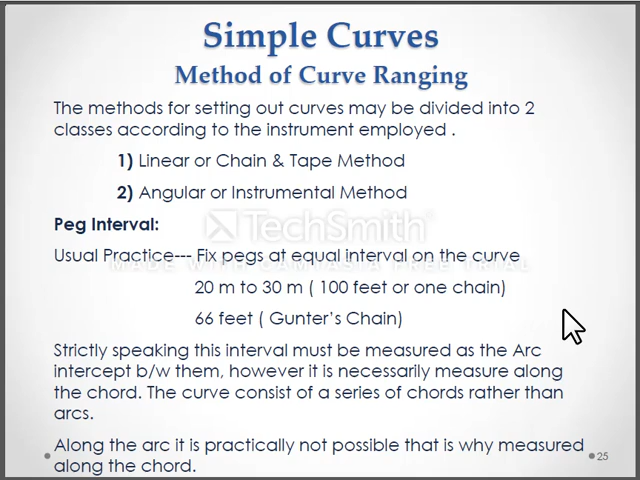 Simple Curves
Method of Curve Ranging
The methods for setting out curves may be divided into 2
classes according to the instrument employed .
1) Linear or Chain & Tape Method
2) Angular or Instrumental Method
TechSmith
Peg Interval:
Usual Practice--- Fix pegs at equal interval on the curve
MADE WITH CAMTASIA FREE TRIAL
20 m to 30 m ( 100 feet or one chain)
66 feet ( Gunter's Chain)
Strictly speaking this interval must be measured as the Arc
intercept b/w them, however it is necessarily measure along
the chord. The curve consist of a series of chords rather than
arcs.
Along the arc it is practically not possible that is why measured
along the chord.
25